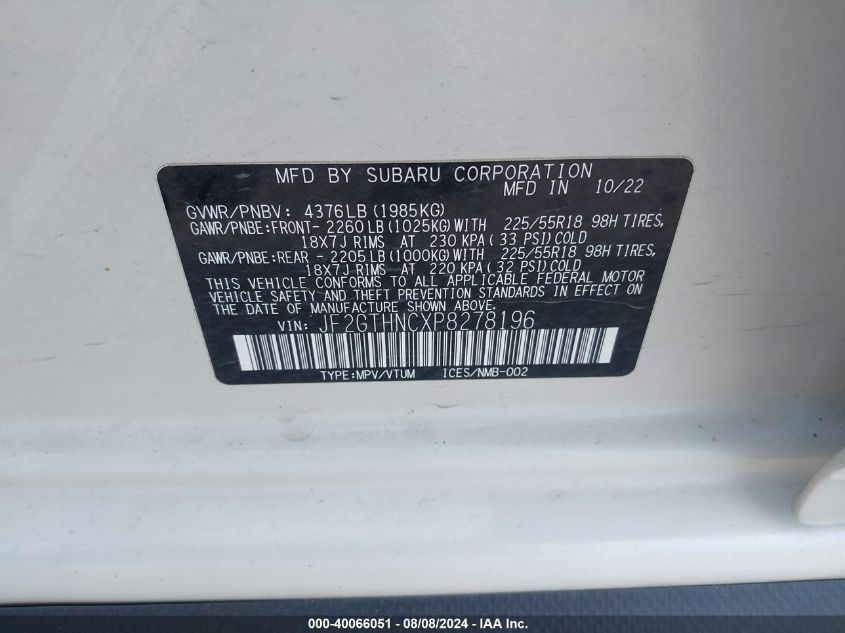 MFD BY SUBARU CORPORATION
MFD IN 10/22
GVWR/PNBV: 4376LB (1985KG)
GAWR/PNBE:FRONT- 2260LB (1025KG) WITH 225/55R18 98H TIRES,
18X7J RIMS AT 230 KPA ( 33 PSI) COLD
GAWR/PNBE:REAR - 2205LB (1000KG) WITH 225/55R18 98H TIRES,
18X7J RIMS AT 220 KPA ( 32 PSI) COLD
THIS VEHICLE CONFORMS TO ALL APPLICABLE FEDERAL MOTOR
VEHICLE SAFETY AND THEFT PREVENTION STANDARDS IN EFFECT ON
THE DATE OF MANUFACTURE SHOWN ABOVE.
VIN: JF2GTHNCXP8278196
TYPE:MPV/VTUM ICES/NMB-002
000-40066051 - 08/08/2024 - IAA Inc.